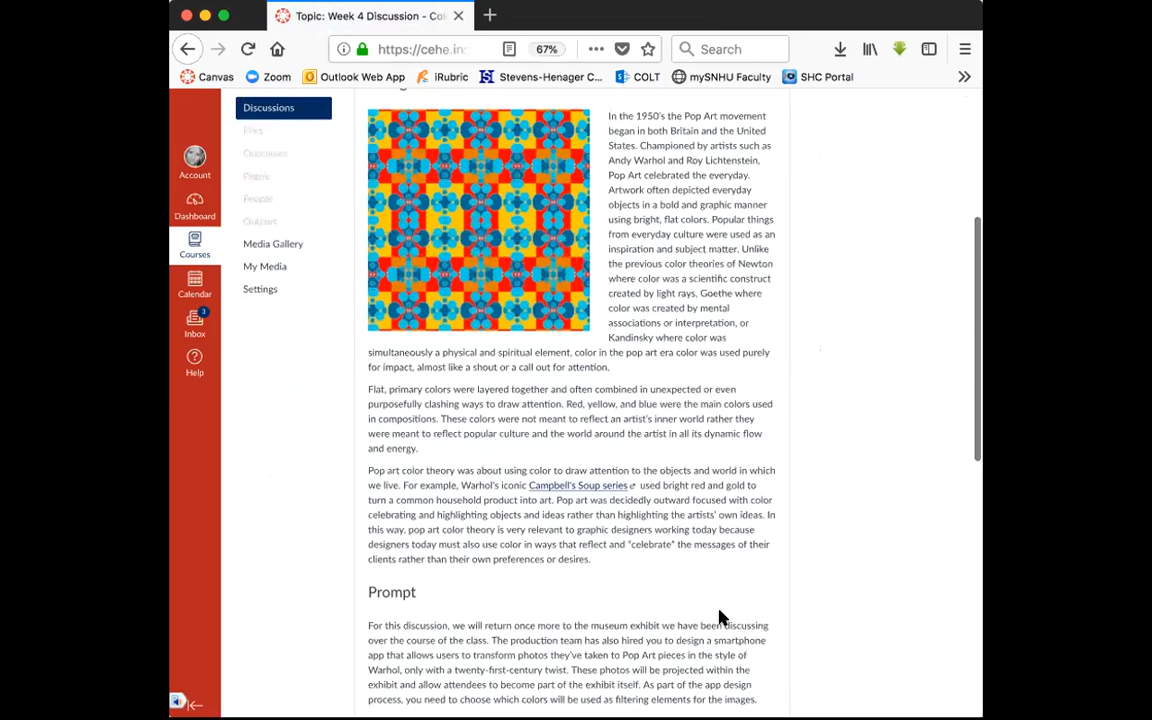 Topic: Week 4 Discussion - Col
https://cehe.in
67%
Search
Canvas
Zoom
Outlook Web App
iRubric
Stevens-Henager C...
COLT
mySNHU Faculty
SHC Portal
Account
Dashboard
Courses
Calendar
3
Inbox
Help
Discussions
Files
Outcomes
People
Quizzes
Media Gallery
My Media
Settings
In the 1950's the Pop Art movement
began in both Britain and the United
States. Championed by artists such as
Andy Warhol and Roy Lichtenstein,
Pop Art celebrated the everyday.
Artwork often depicted everyday
objects in a bold and graphic manner
using bright, flat colors. Popular things
from everyday culture were used as an
inspiration and subject matter. Unlike
the previous color theories of Newton
where color was a scientific construct
created by light rays, Goethe where
color was created by mental
associations or interpretation, or
Kandinsky where color was
simultaneously a physical and spiritual element, color in the pop art era color was used purely
for impact, almost like a shout or a call out for attention.
Flat, primary colors were layered together and often combined in unexpected or even
purposefully clashing ways to draw attention. Red, yellow, and blue were the main colors used
in compositions. These colors were not meant to reflect an artist's inner world rather they
were meant to reflect popular culture and the world around the artist in all its dynamic flow
and energy.
Pop art color theory was about using color to draw attention to the objects and world in which
we live. For example, Warhol's iconic Campbell's Soup series used bright red and gold to
turn a common household product into art. Pop art was decidedly outward focused with color
celebrating and highlighting objects and ideas rather than highlighting the artists' own ideas. In
this way, pop art color theory is very relevant to graphic designers working today because
designers today must also use color in ways that reflect and "celebrate" the messages of their
clients rather than their own preferences or desires.
Prompt
For this discussion, we will return once more to the museum exhibit we have been discussing
over the course of the class. The production team has also hired you to design a smartphone
app that allows users to transform photos they've taken to Pop Art pieces in the style of
Warhol, only with a twenty-first-century twist. These photos will be projected within the
exhibit and allow attendees to become part of the exhibit itself. As part of the app design
process, you need to choose which colors will be used as filtering elements for the images.